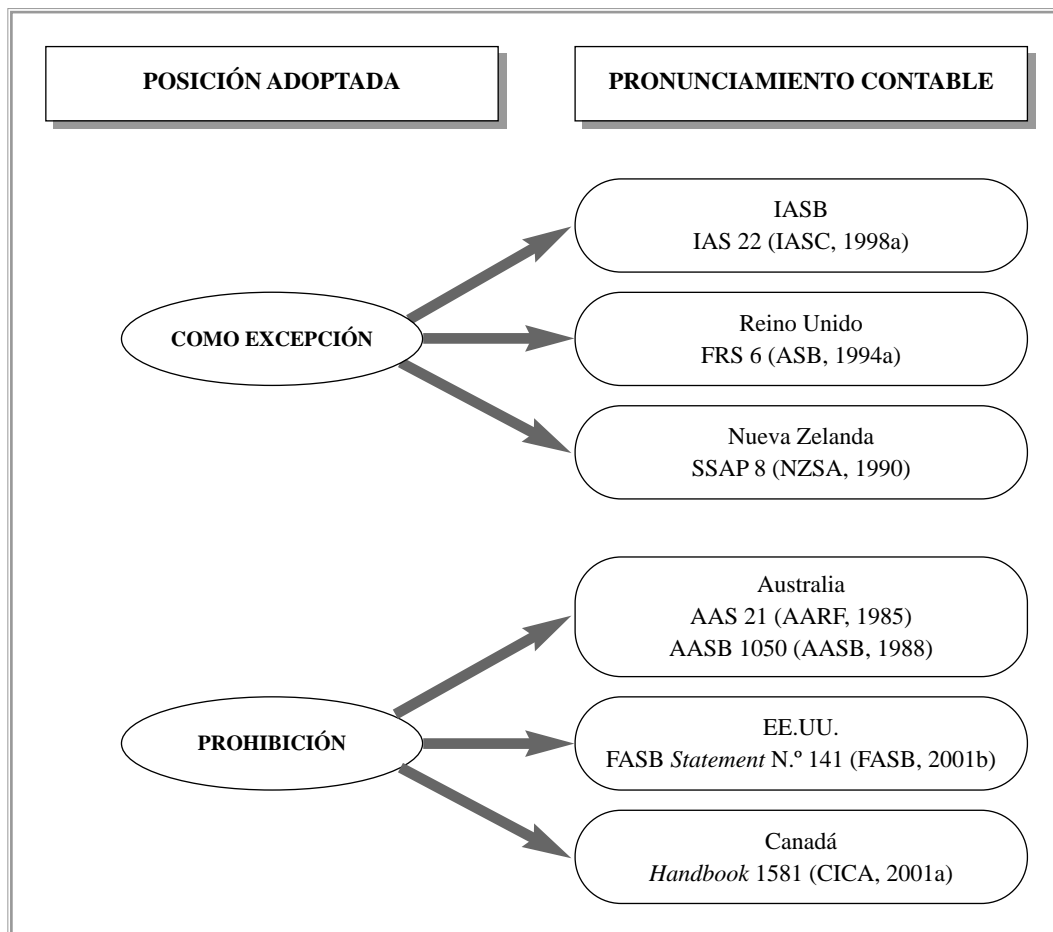 POSICIÓN ADOPTADA
PRONUNCIAMIENTO CONTABLE
COMO EXCEPCIÓN
IASB
IAS 22 (IASC, 1998a)
Reino Unido
FRS 6 (ASB, 1994a)
Nueva Zelanda
SSAP 8 (NZSA, 1990)
PROHIBICIÓN
Australia
AAS 21 (AARF, 1985)
AASB 1050 (AASB, 1988)
EE.UU.
FASB Statement N.º 141 (FASB, 2001b)
Canadá
Handbook 1581 (CICA, 2001a)